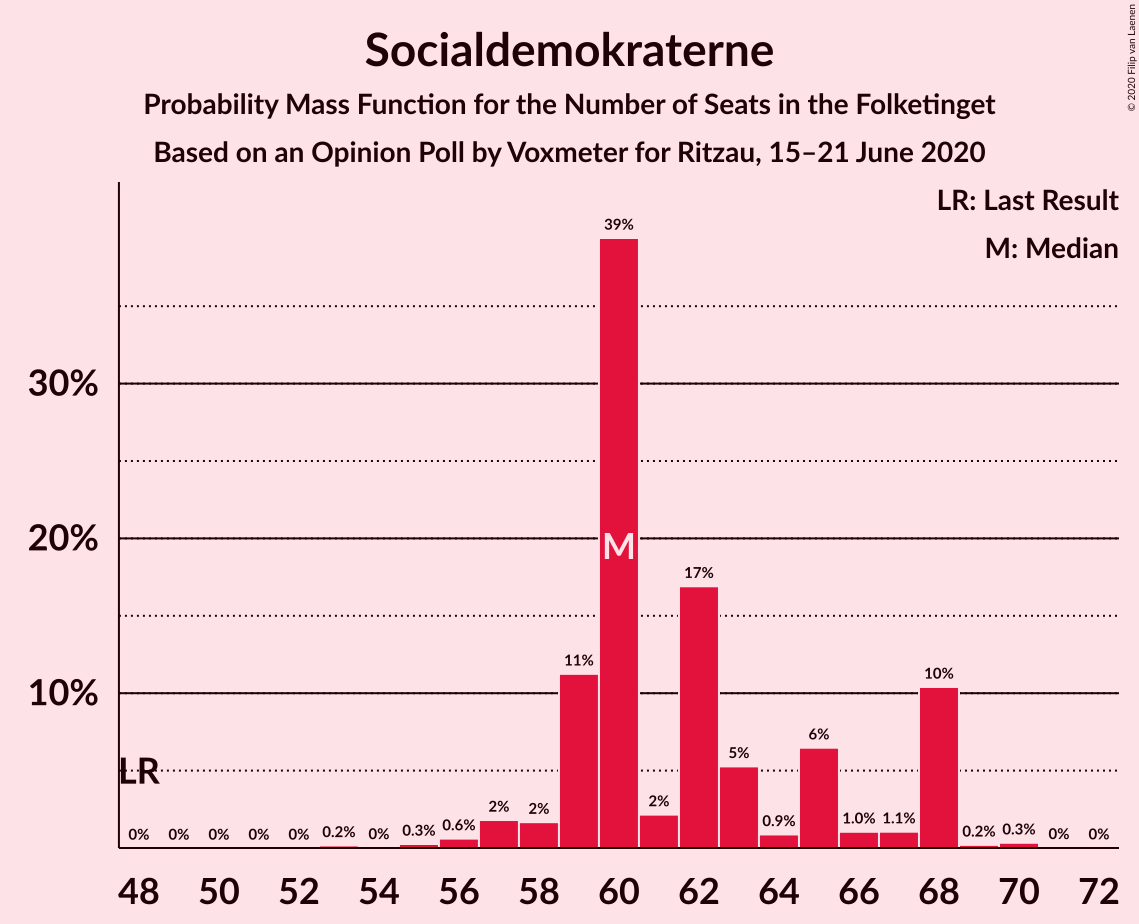 Socialdemokraterne
Probability Mass Function for the Number of Seats in the Folketinget
Based on an Opinion Poll by Voxmeter for Ritzau, 15–21 June 2020
© 2020 Filip van Laenen
LR: Last Result
M: Median
39%
30%
20%
M
17%
11%
10%
10%
6%
5%
LR
2%
2%
2%
0.9%
1.0%
1.1%
0% 0% 0% 0% 0% 0.2% 0% 0.3% 0.6% 0.2% 0.3% 0% 0%
48 50 52 54 56 58 60 62 64 66 68 70 72